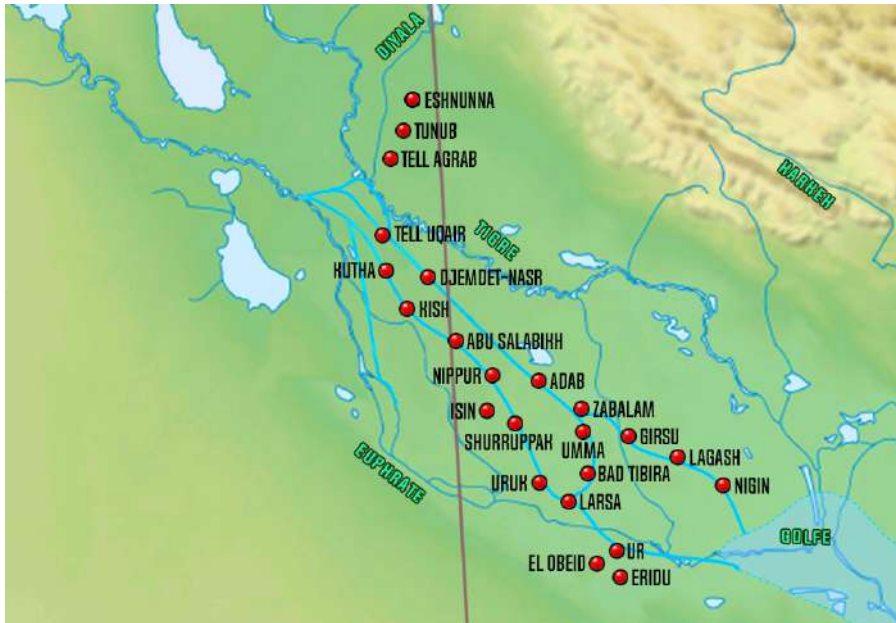 DIYALA
ESHNUNNA
TUNUB
TELL AGRAB
HARHEH
TELL UQAIR
TIGRE
KUTHA
DJEMDET-NASR
KISH
ABU SALABIKH
NIPPUR
ADAB
ISIN
ZABALAM
SHURRUPPAK
UMMA
GIRSU
EUPHRATE
LAGASH
BAD TIBIRA
URUK
NIGIN
LARSA
GOLFE
UR
EL OBEID
ERIDU